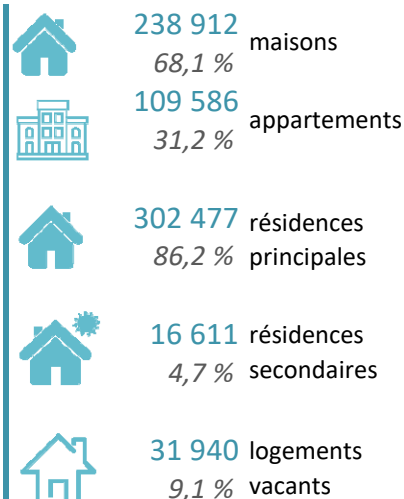 238 912 maisons
68,1 %
109 586 appartements
31,2 %
302 477 résidences
86,2 % principales
16 611 résidences
4,7 % secondaires
31 940 logements
9,1 % vacants